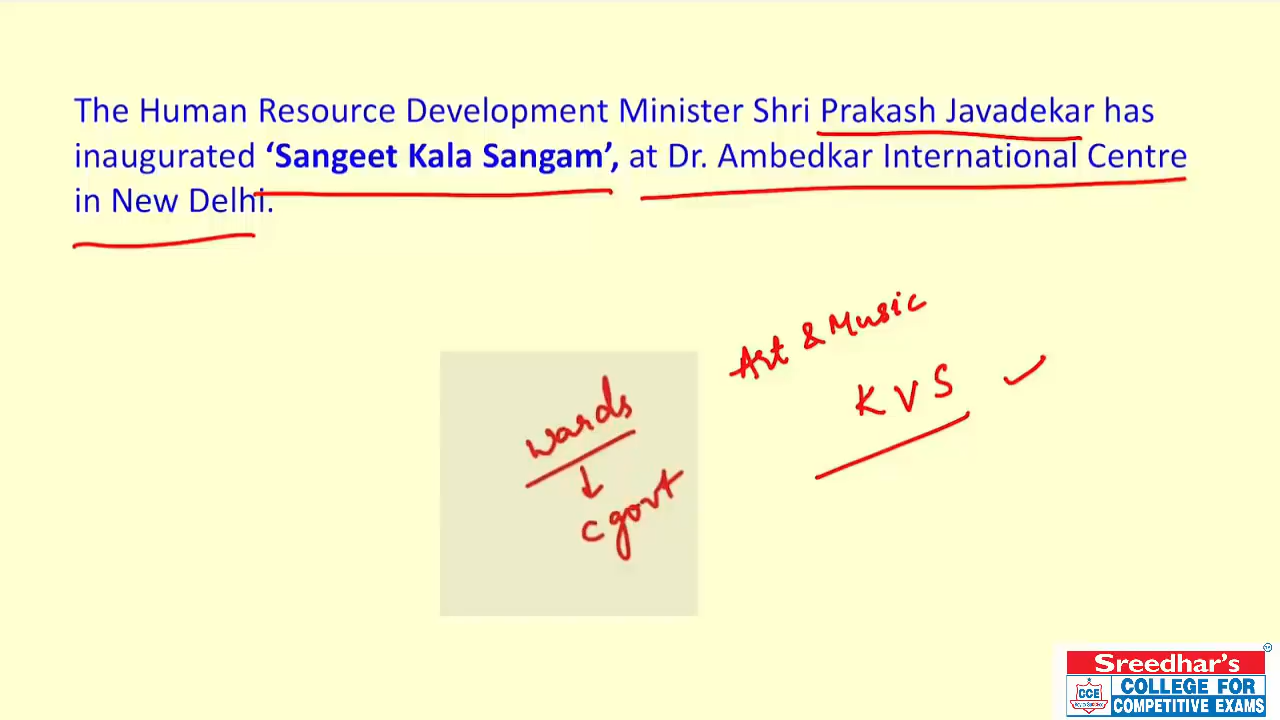 The Human Resource Development Minister Shri Prakash Javadekar has
inaugurated ‘Sangeet Kala Sangam’, at Dr. Ambedkar International Centre
in New Delhi.
Art & Music
KVS
wards
c govt
Sreedhar's
CCE
COLLEGE FOR
COMPETITIVE EXAMS